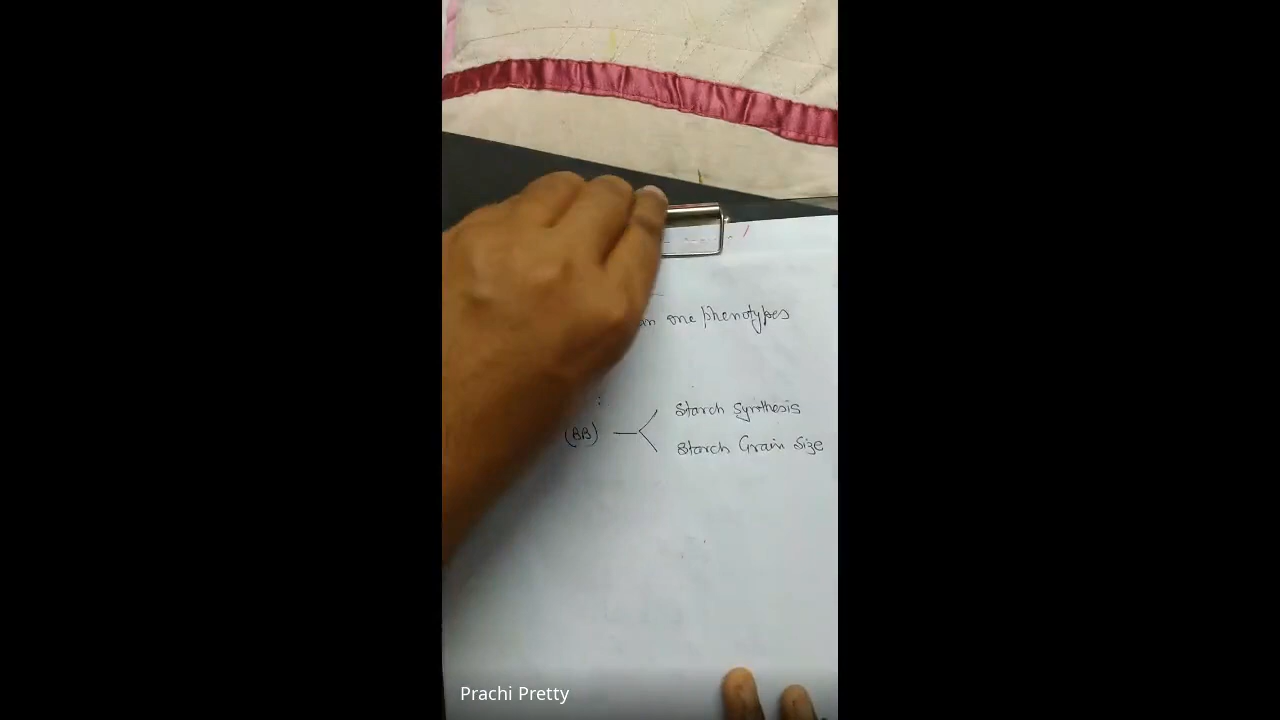 one phenotypes
Starch Synthesis
(BB)
Starch Grain Size
Prachi Pretty